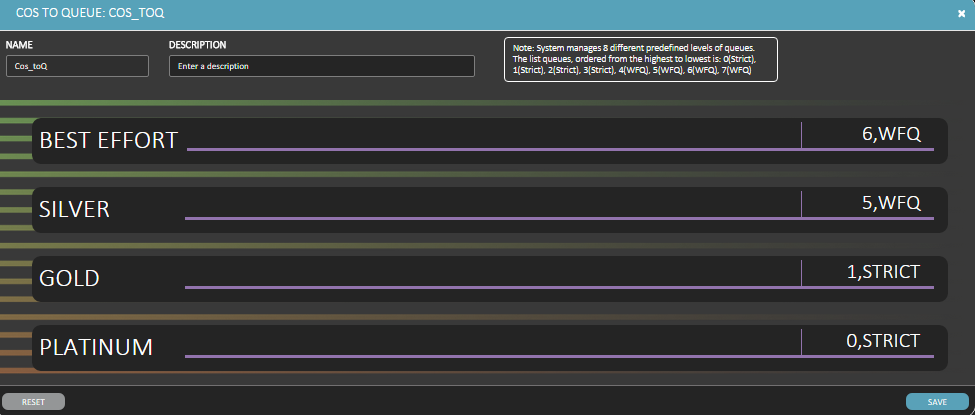 COS TO QUEUE: COS_TOQ
NAME
DESCRIPTION
Cos_toQ
Enter a description
Note: System manages 8 different predefined levels of queues.
The list queues, ordered from the highest to lowest is: 0(Strict),
1(Strict), 2(Strict), 3(Strict), 4(WFQ), 5(WFQ), 6(WFQ), 7(WFQ)
BEST EFFORT
6,WFQ
SILVER
5,WFQ
GOLD
1,STRICT
PLATINUM
0,STRICT
RESET
SAVE